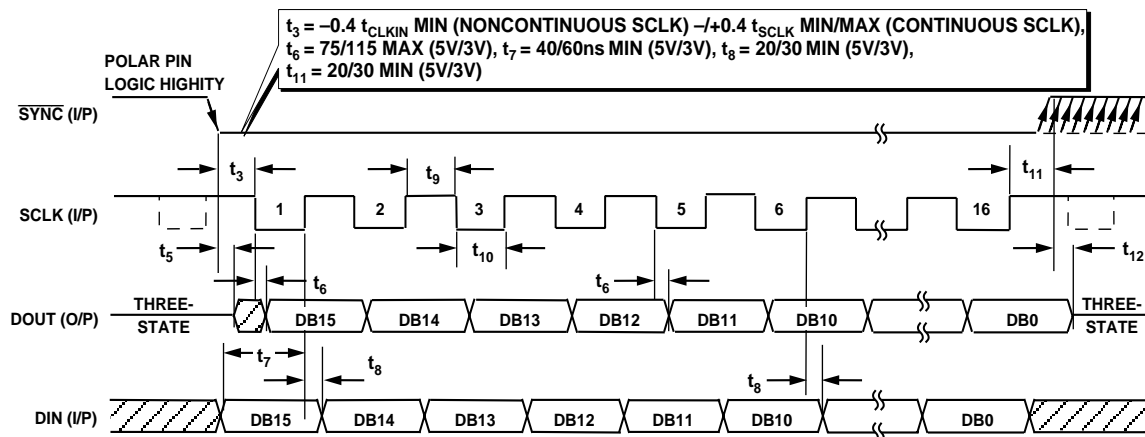 t3 = –0.4 tCLKIN MIN (NONCONTINUOUS SCLK) –/+0.4 tSCLK MIN/MAX (CONTINUOUS SCLK),
t6 = 75/115 MAX (5V/3V), t7 = 40/60ns MIN (5V/3V), t8 = 20/30 MIN (5V/3V),
t11 = 20/30 MIN (5V/3V)
POLAR PIN
LOGIC HIGHITY
SYNC (I/P)
t3
t9
t11
SCLK (I/P)
1
2
3
4
5
6
16
t5
t10
t12
t6
t6
THREE-
STATE
DOUT (O/P)
DB15
DB14
DB13
DB12
DB11
DB10
DB0
THREE-
STATE
t7
t8
t8
DIN (I/P)
DB15
DB14
DB13
DB12
DB11
DB10
DB0